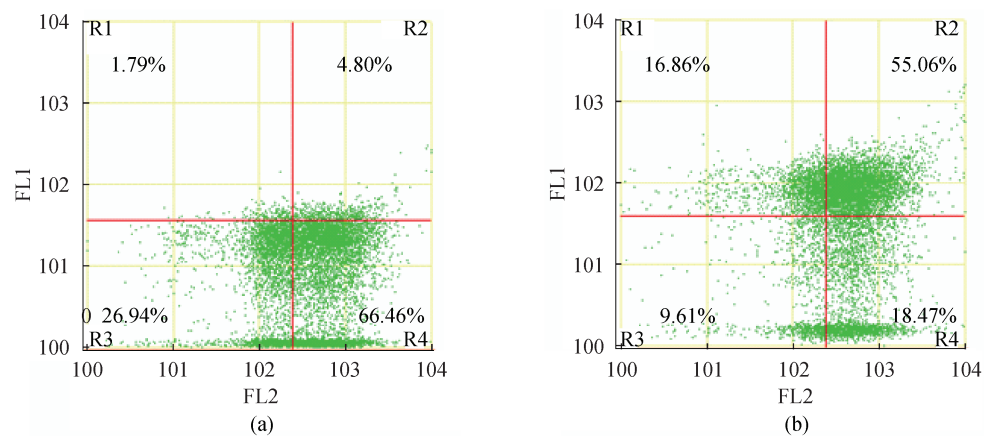 104 R1 R2
1.79% 4.80%
103
FL1
102
101
0 26.94% 66.46%
R3 R4
100
100 101 102 103 104
FL2
(a)
104 R1 R2
16.86% 55.06%
103
FL1
102
101
9.61% 18.47%
R3 R4
100
100 101 102 103 104
FL2
(b)